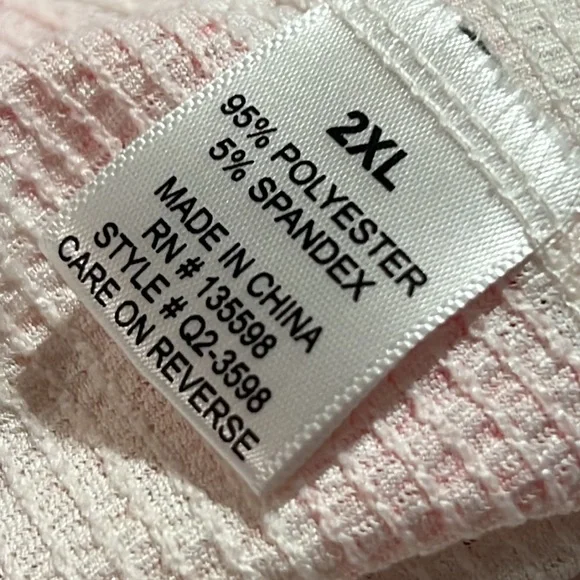 2XL
95% POLYESTER
5% SPANDEX
MADE IN CHINA
RN # 135598
STYLE # Q2-3598
CARE ON REVERSE